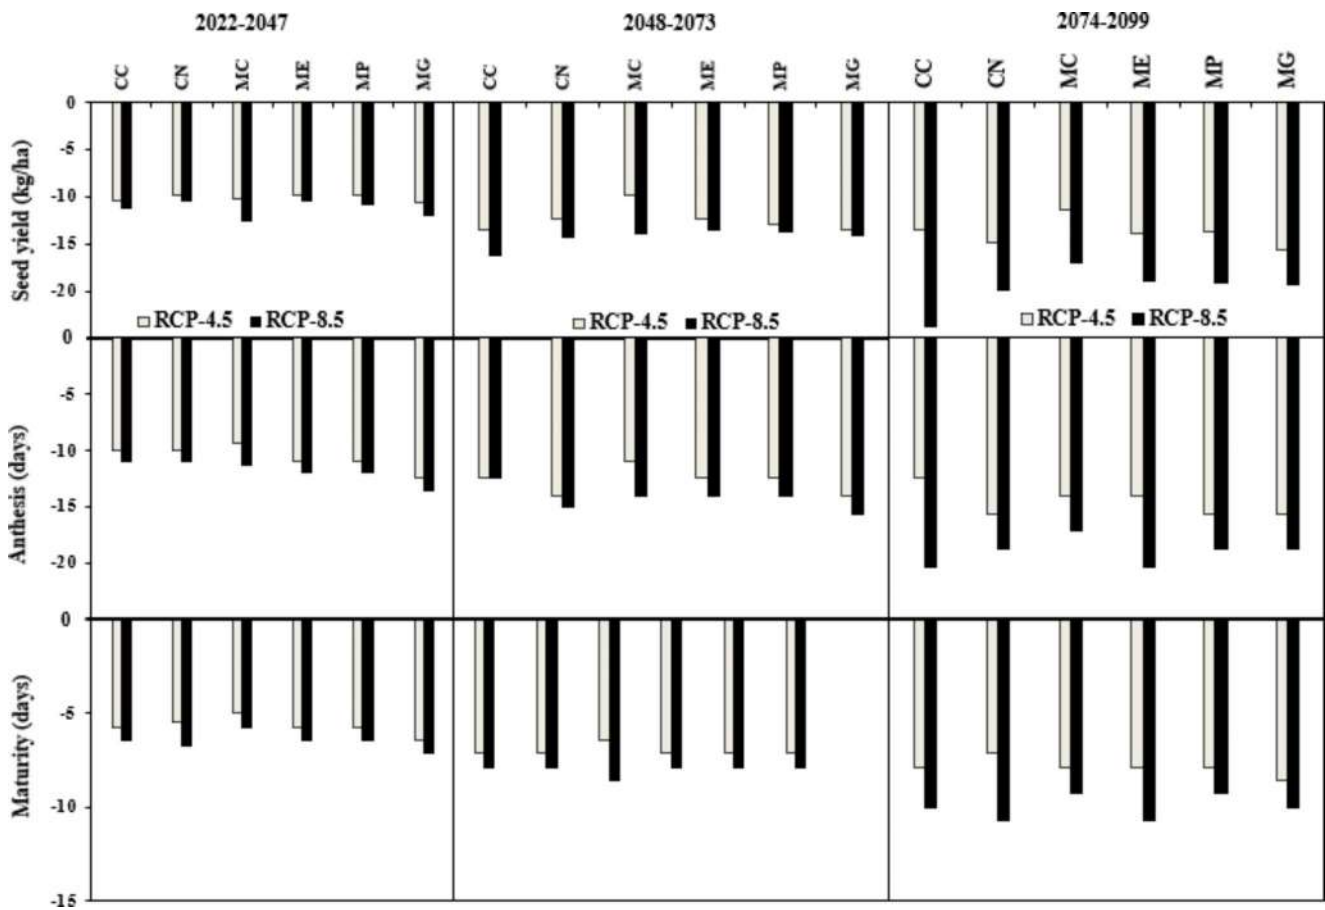 2022-2047 2048-2073 2074-2099
CC CN MC ME MP MG CC CN MC ME MP MG CC CN MC ME MP MG
Seed yield (kg/ha)
0
-5
-10
-15
-20
RCP-4.5 RCP-8.5 RCP-4.5 RCP-8.5 RCP-4.5 RCP-8.5
Anthesis (days)
0
-5
-10
-15
-20
Maturity (days)
0
-5
-10
-15